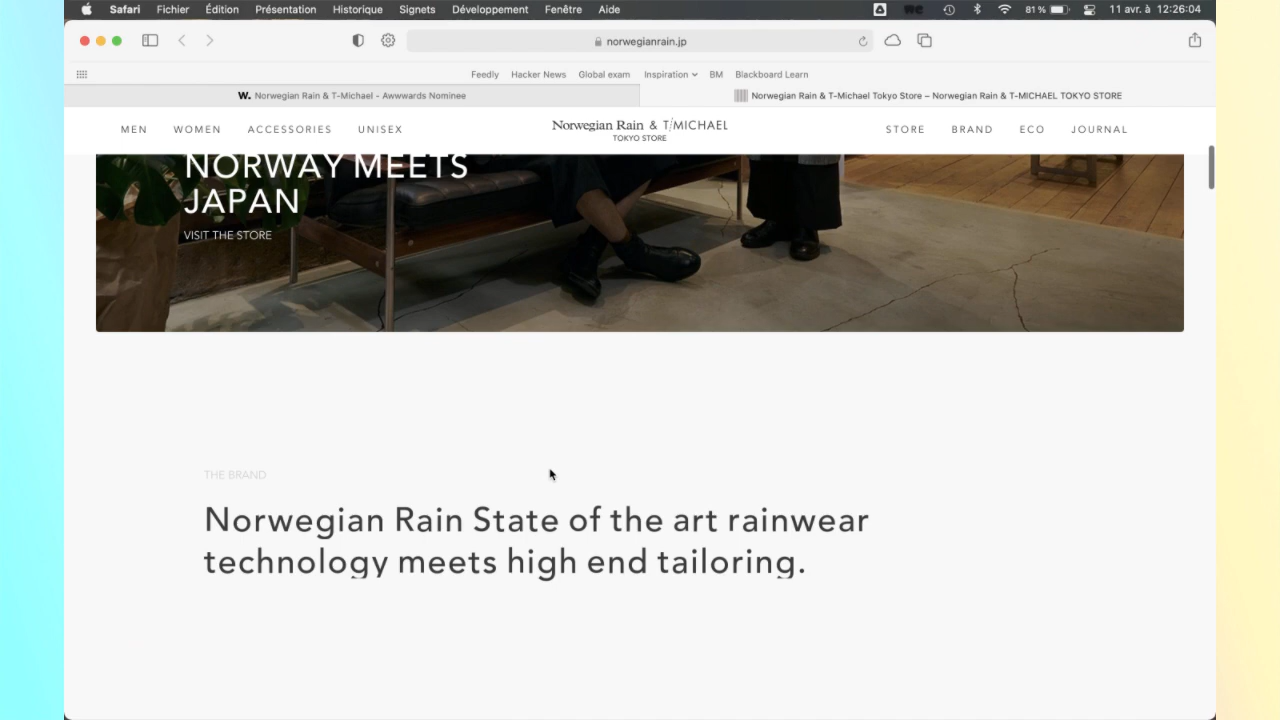 Safari Fichier Édition Présentation Historique Signets Développement Fenêtre Aide
81 % 11 avr. à 12:26:04
norwegianrain.jp
Feedly Hacker News Global exam Inspiration BM Blackboard Learn
W. Norwegian Rain & T-Michael - Awwwards Nominee
Norwegian Rain & T-Michael Tokyo Store – Norwegian Rain & T-MICHAEL TOKYO STORE
MEN WOMEN ACCESSORIES UNISEX
Norwegian Rain & T/MICHAEL
TOKYO STORE
STORE BRAND ECO JOURNAL
NORWAY MEETS
JAPAN
VISIT THE STORE
THE BRAND
Norwegian Rain State of the art rainwear
technology meets high end tailoring.